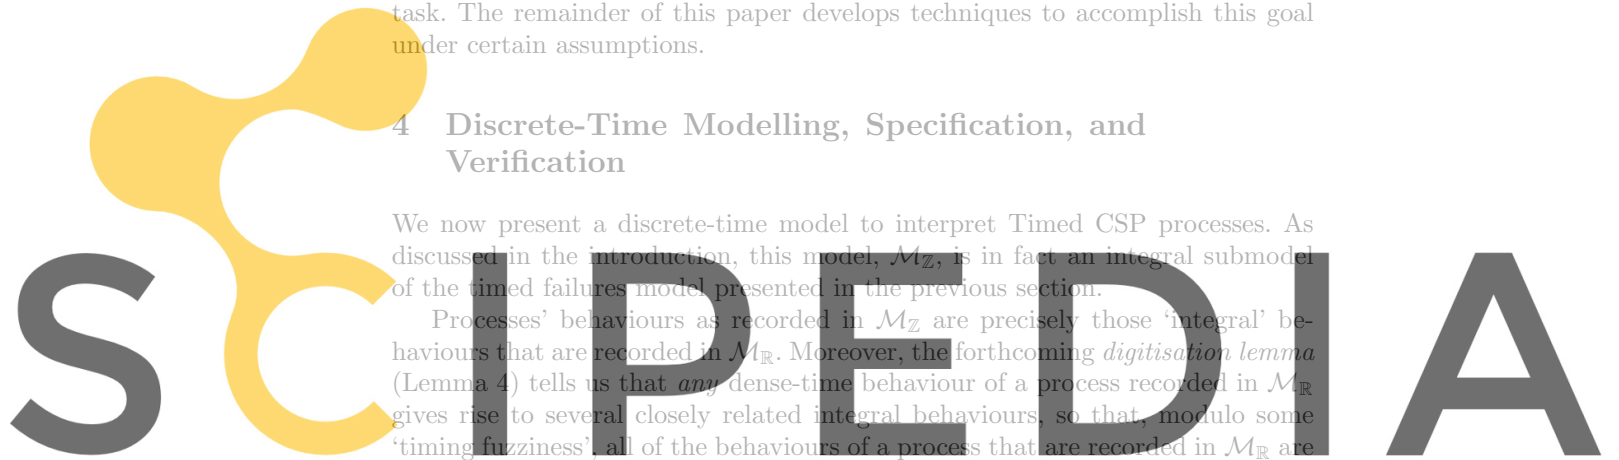 task. The remainder of this paper develops techniques to accomplish this goal
under certain assumptions.
4 Discrete-Time Modelling, Specification, and
Verification
We now present a discrete-time model to interpret Timed CSP processes. As
discussed in the introduction, this model, ℳ_ℤ, is in fact an integral submodel
of the timed failures model presented in the previous section.
Processes’ behaviours as recorded in ℳ_ℤ are precisely those ‘integral’ be-
haviours that are recorded in ℳ_ℝ. Moreover, the forthcoming digitisation lemma
(Lemma 4) tells us that any dense-time behaviour of a process recorded in ℳ_ℝ
gives rise to several closely related integral behaviours, so that, modulo some
‘timing fuzziness’, all of the behaviours of a process that are recorded in ℳ_ℝ are
SCIPEDIA